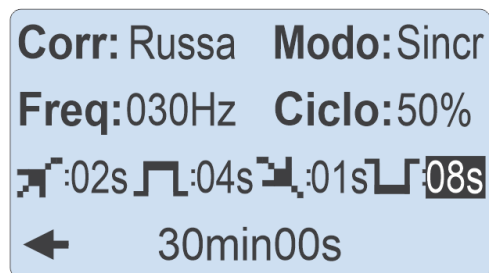 Corr: Russa Modo: Sincr
Freq: 030Hz Ciclo: 50%
:02s :04s :01s :08s
30min00s